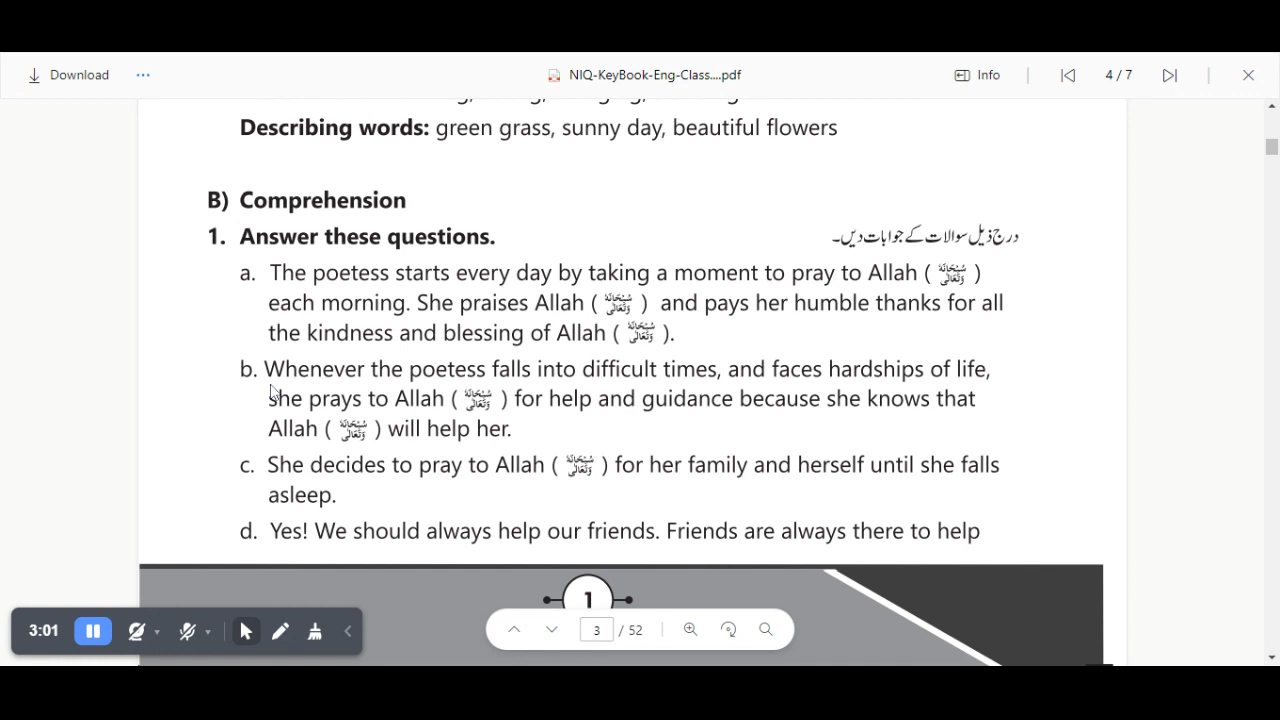 Download
...
NIQ-KeyBook-Eng-Class....pdf
Info
4 / 7
Describing words: green grass, sunny day, beautiful flowers
B) Comprehension
1. Answer these questions.
درج ذیل سوالات کے جوابات دیں۔
a. The poetess starts every day by taking a moment to pray to Allah ( سُبْحَانَهٗ وَتَعَالٰى )
each morning. She praises Allah ( سُبْحَانَهٗ وَتَعَالٰى ) and pays her humble thanks for all
the kindness and blessing of Allah ( سُبْحَانَهٗ وَتَعَالٰى ).
b. Whenever the poetess falls into difficult times, and faces hardships of life,
she prays to Allah ( سُبْحَانَهٗ وَتَعَالٰى ) for help and guidance because she knows that
Allah ( سُبْحَانَهٗ وَتَعَالٰى ) will help her.
c. She decides to pray to Allah ( سُبْحَانَهٗ وَتَعَالٰى ) for her family and herself until she falls
asleep.
d. Yes! We should always help our friends. Friends are always there to help
1
3:01
3 / 52